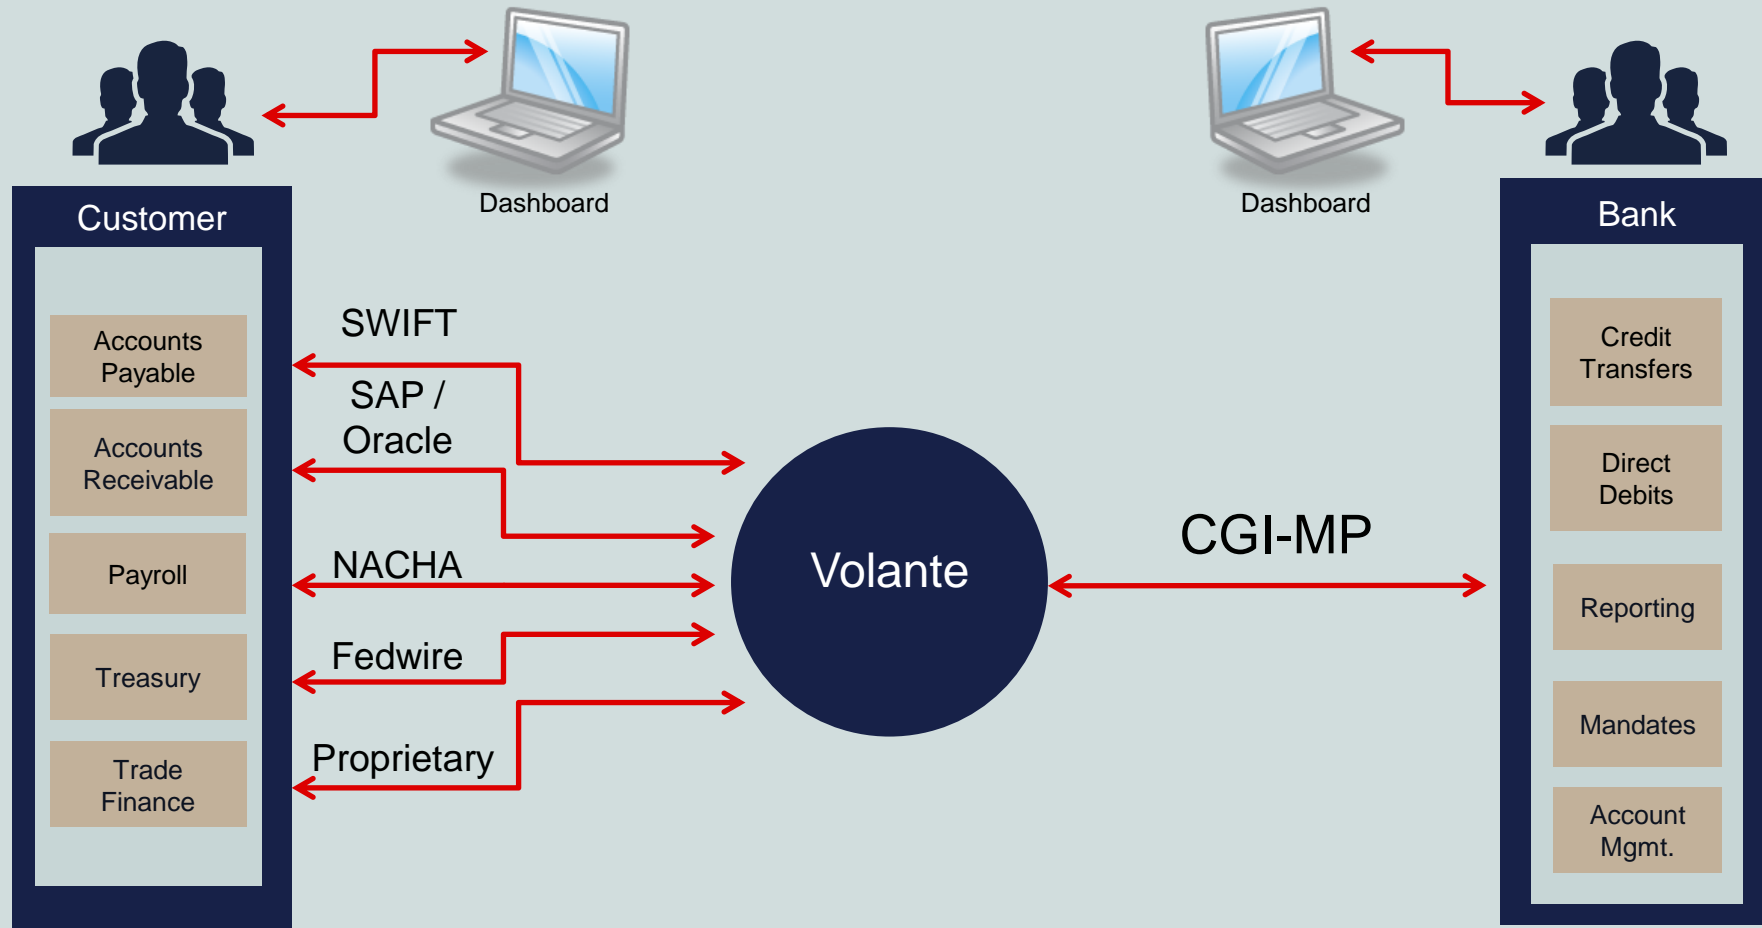 Dashboard
Dashboard
Customer
Bank
Accounts
Payable
Accounts
Receivable
Payroll
Treasury
Trade
Finance
SWIFT
SAP /
Oracle
NACHA
Fedwire
Proprietary
Volante
CGI-MP
Credit
Transfers
Direct
Debits
Reporting
Mandates
Account
Mgmt.